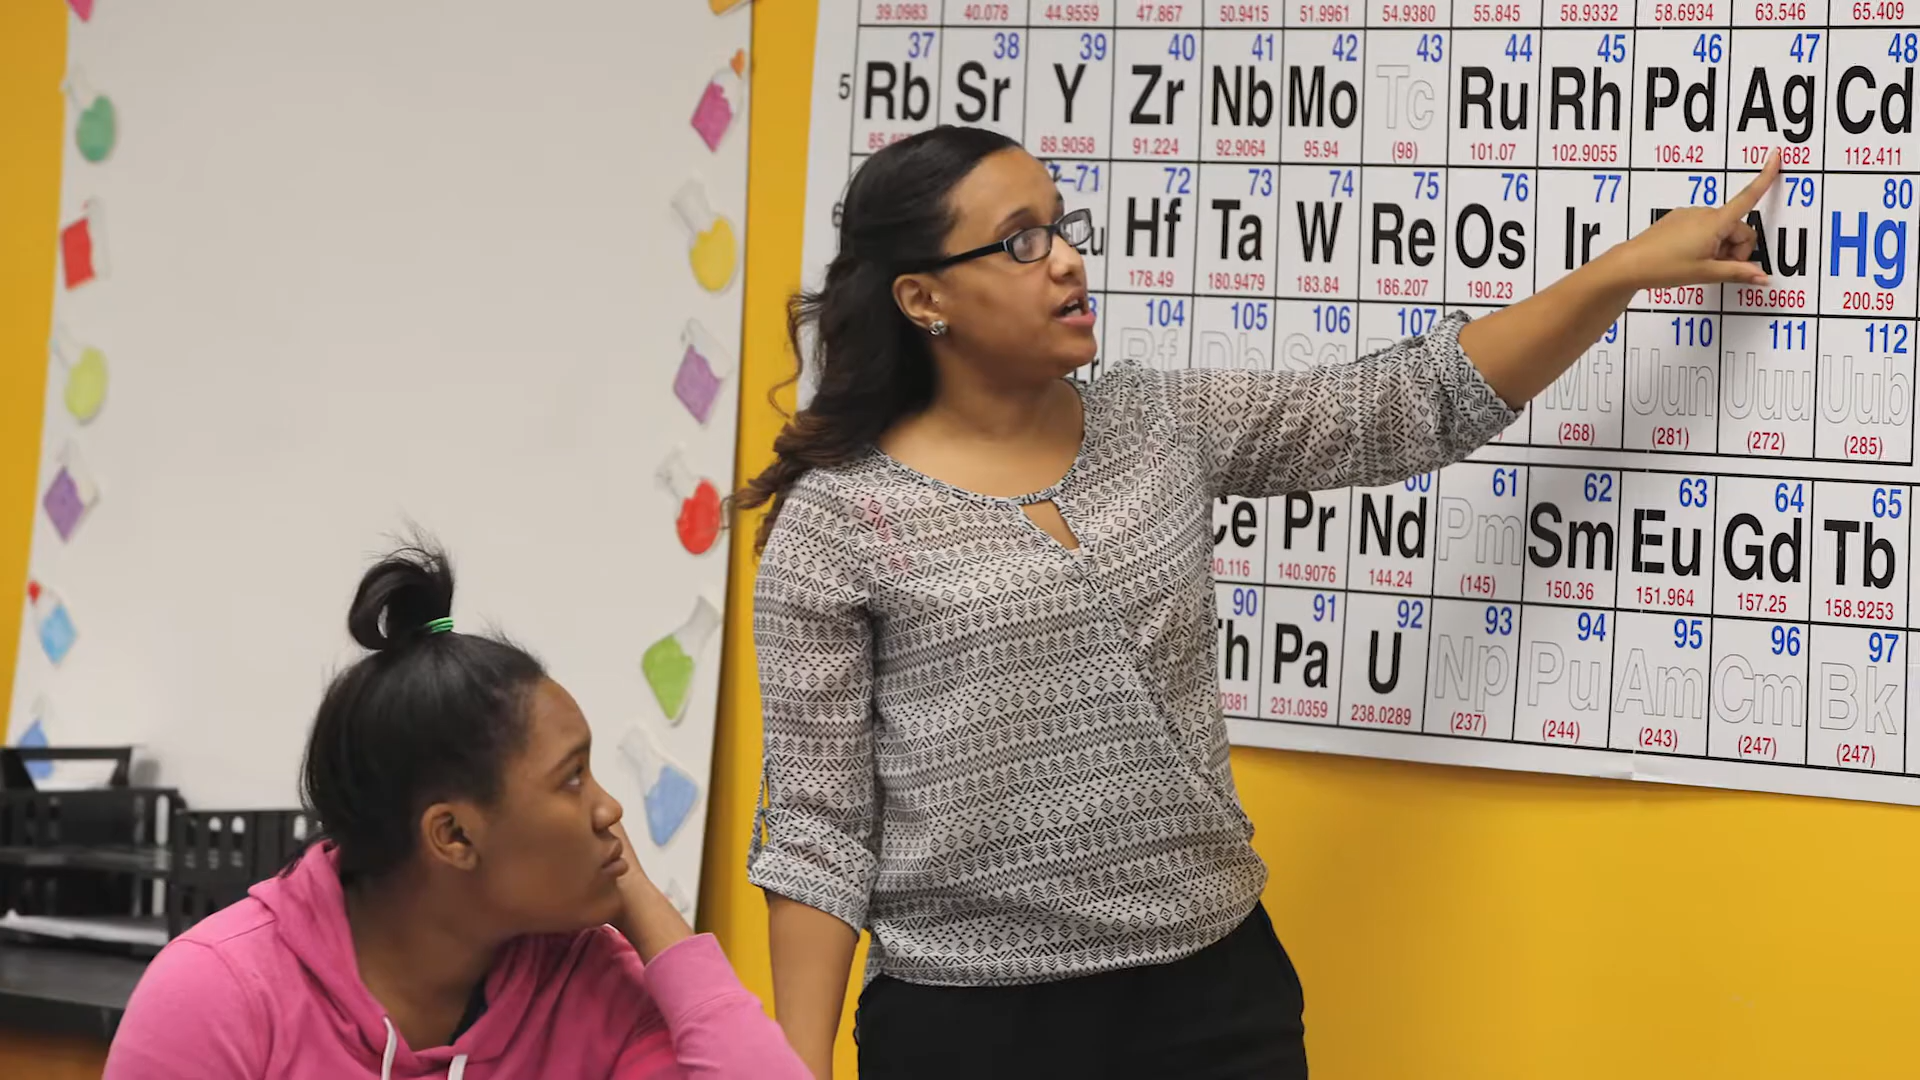 39.0983 40.078 44.9559 47.867 50.9415 51.9961 54.9380 55.845 58.9332 58.6934 63.546 65.409
37 38 39 40 41 42 43 44 45 46 47 48
5 Rb Sr Y Zr Nb Mo Tc Ru Rh Pd Ag Cd
88.9058 91.224 92.9064 95.94 (98) 101.07 102.9055 106.42 112.411
72 73 74 75 76 77 78 79 80
Hf Ta W Re Os Ir Au Hg
178.49 180.9479 183.84 186.207 190.23 195.078 196.9666 200.59
104 105 106 107 110 111 112
Rf Db Sg Mt Uun Uuu Uub
(268) (281) (272) (285)
60 61 62 63 64 65
Ce Pr Nd Pm Sm Eu Gd Tb
140.9076 144.24 (145) 150.36 151.964 157.25 158.9253
90 91 92 93 94 95 96 97
Th Pa U Np Pu Am Cm Bk
231.0359 238.0289 (237) (244) (243) (247) (247)